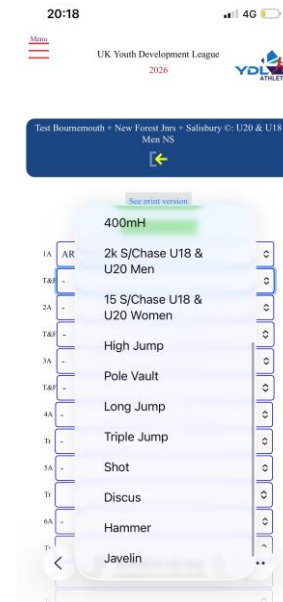 20:18
4G
Menu
UK Youth Development League
2026
YDL
ATHLET
Test Bournemouth + New Forest Jnrs + Salisbury ©: U20 & U18
Men NS
See print version
400mH
1A AR
2k S/Chase U18 &
U20 Men
T&F -
2A -
15 S/Chase U18 &
U20 Women
T&F -
High Jump
3A -
Pole Vault
T&F -
4A -
Long Jump
Tr -
Triple Jump
5A -
Shot
Tr
Discus
6A -
Hammer
Tr -
Javelin